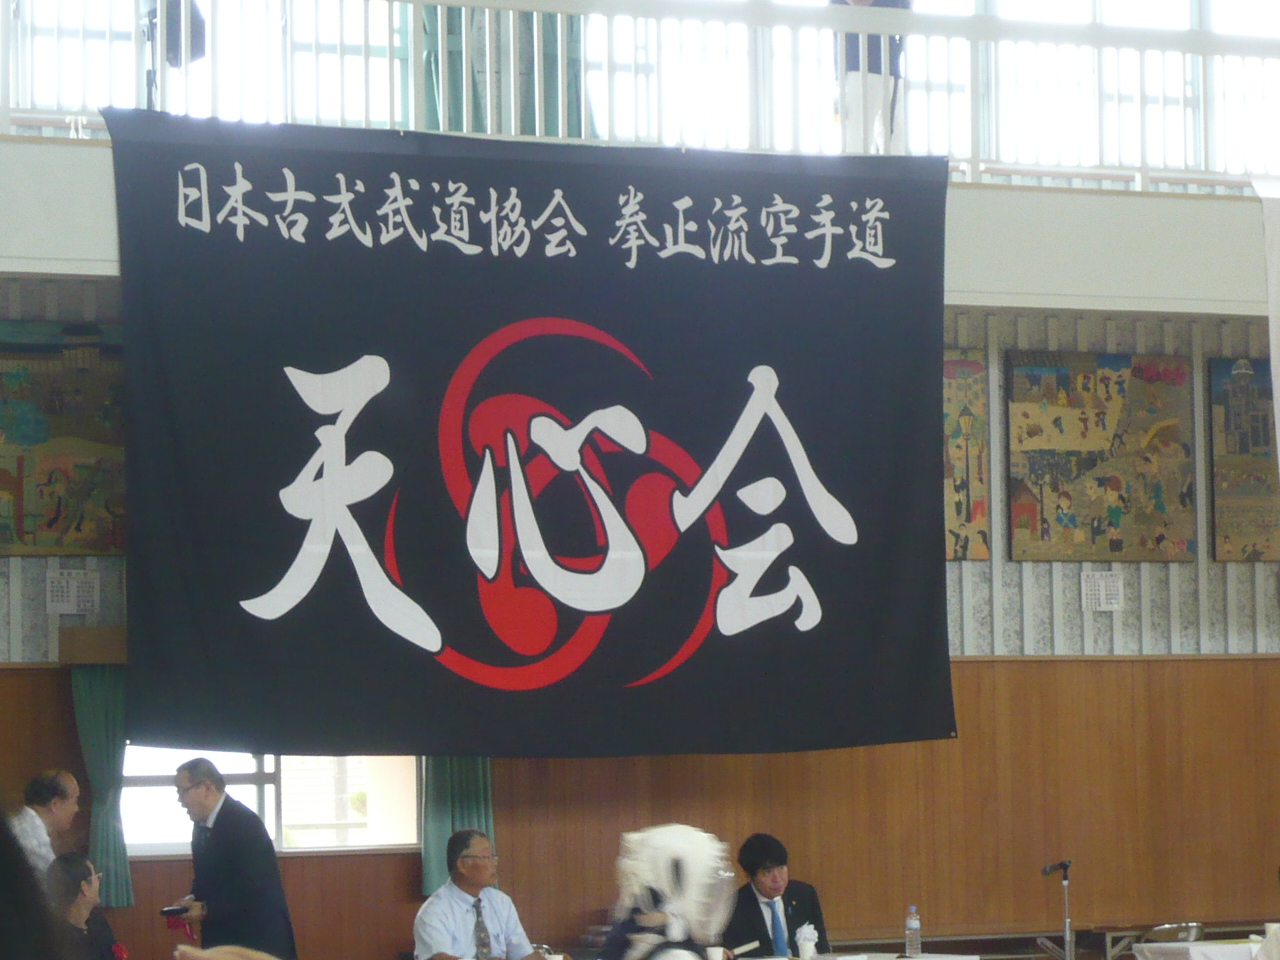 日本古式武道協会 拳正流空手道
天心会